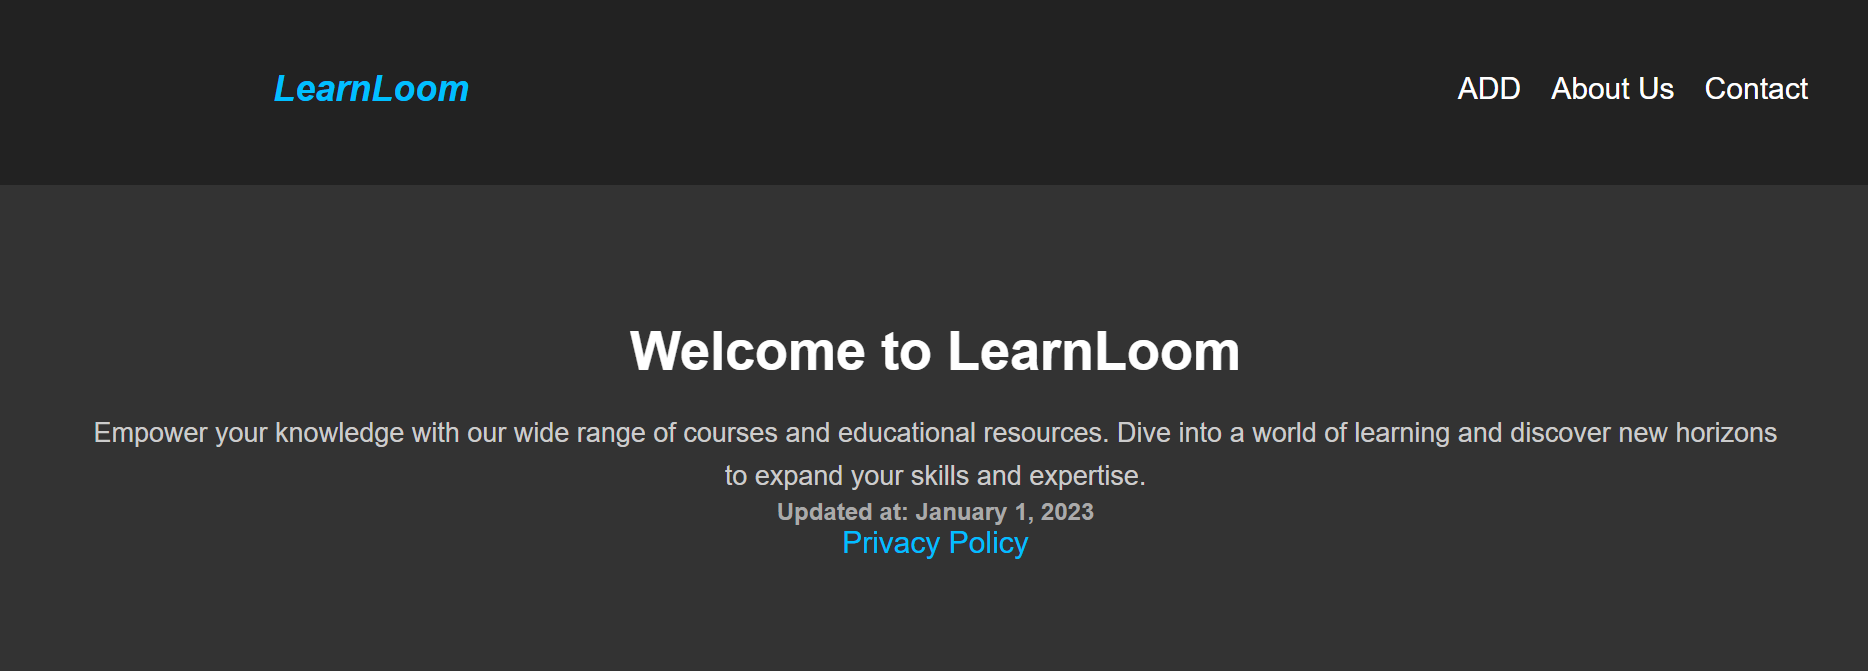 LearnLoom
ADD About Us Contact
Welcome to LearnLoom
Empower your knowledge with our wide range of courses and educational resources. Dive into a world of learning and discover new horizons
to expand your skills and expertise.
Updated at: January 1, 2023
Privacy Policy